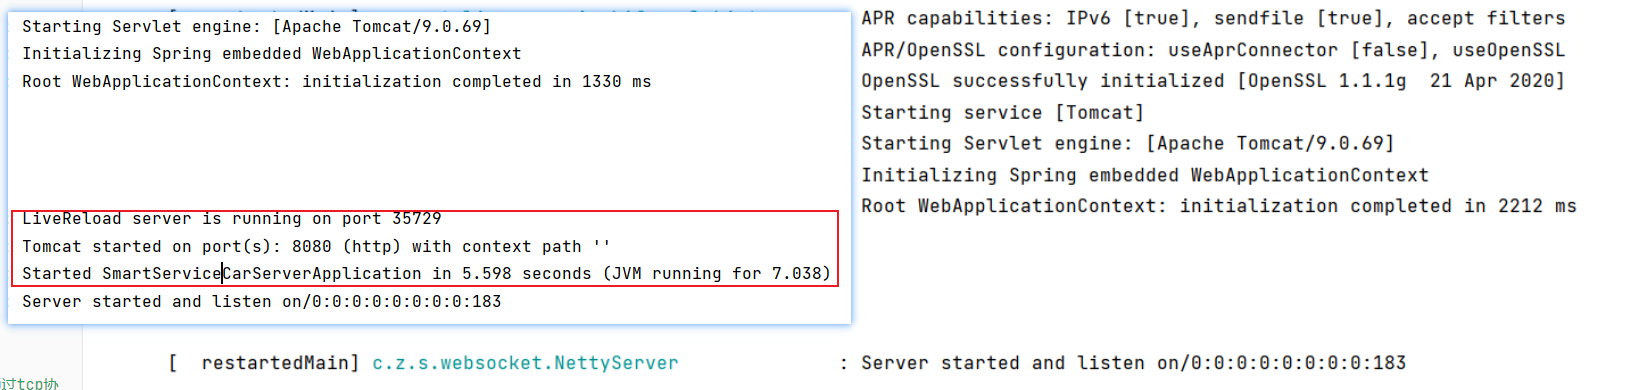 Starting Servlet engine: [Apache Tomcat/9.0.69]
Initializing Spring embedded WebApplicationContext
Root WebApplicationContext: initialization completed in 1330 ms
LiveReload server is running on port 35729
Tomcat started on port(s): 8080 (http) with context path ''
Started SmartServiceCarServerApplication in 5.598 seconds (JVM running for 7.038)
Server started and listen on/0:0:0:0:0:0:0:0:183
APR capabilities: IPv6 [true], sendfile [true], accept filters
APR/OpenSSL configuration: useAprConnector [false], useOpenSSL
OpenSSL successfully initialized [OpenSSL 1.1.1g  21 Apr 2020]
Starting service [Tomcat]
Starting Servlet engine: [Apache Tomcat/9.0.69]
Initializing Spring embedded WebApplicationContext
Root WebApplicationContext: initialization completed in 2212 ms
[  restartedMain] c.z.s.websocket.NettyServer : Server started and listen on/0:0:0:0:0:0:0:0:183
过tcp协